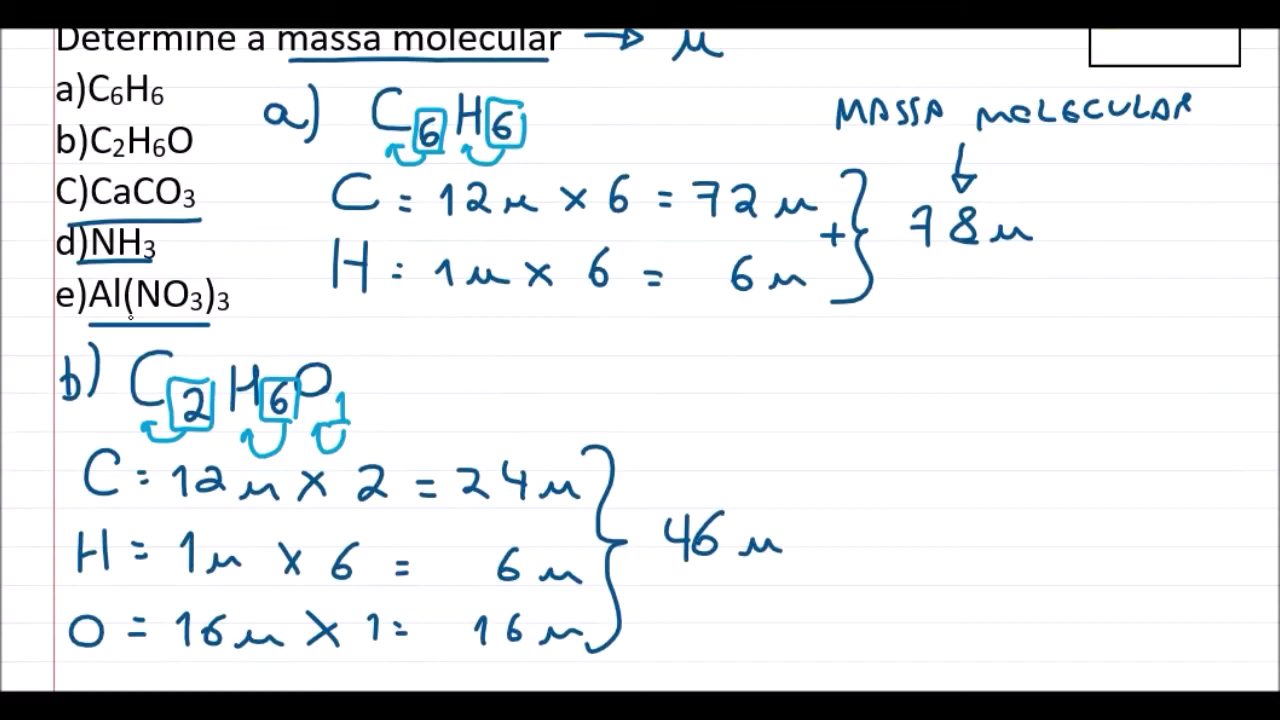 Determine a massa molecular → u
a)C₆H₆
b)C₂H₆O
C)CaCO₃
d)NH₃
e)Al(NO₃)₃
a) C₆H₆
MASSA MOLECULAR
C = 12u × 6 = 72u
+
H = 1u × 6 = 6u
78u
b) C₂H₆O₁
C = 12u × 2 = 24u
H = 1u × 6 = 6u
O = 16u × 1 = 16u
46u